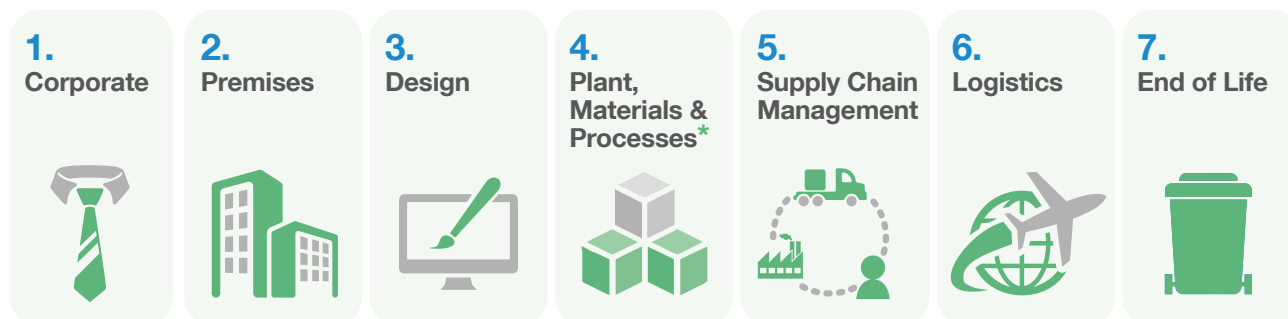 1.
Corporate
2.
Premises
3.
Design
4.
Plant,
Materials &
Processes*
5.
Supply Chain
Management
6.
Logistics
7.
End of Life